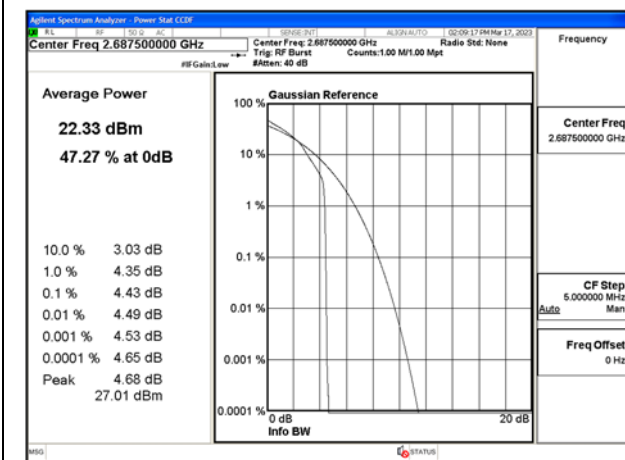 Agilent Spectrum Analyzer - Power Stat CCDF
RL RF 50 Ω AC SENSE:INT ALIGNAUTO 02:09:17 PM Mar 17, 2023
Center Freq 2.687500000 GHz
Center Freq: 2.687500000 GHz Radio Std: None
Trig: RF Burst Counts:1.00 M/1.00 Mpt
#IFGain:Low #Atten: 40 dB
Frequency
Average Power
22.33 dBm
47.27 % at 0dB
10.0 % 3.03 dB
1.0 % 4.35 dB
0.1 % 4.43 dB
0.01 % 4.49 dB
0.001 % 4.53 dB
0.0001 % 4.65 dB
Peak 4.68 dB
27.01 dBm
Gaussian Reference
100 %
10 %
1 %
0.1 %
0.01 %
0.001 %
0.0001 %
0 dB 20 dB
Info BW
Center Freq
2.687500000 GHz
CF Step
5.000000 MHz
Auto Man
Freq Offset
0 Hz
MSG STATUS